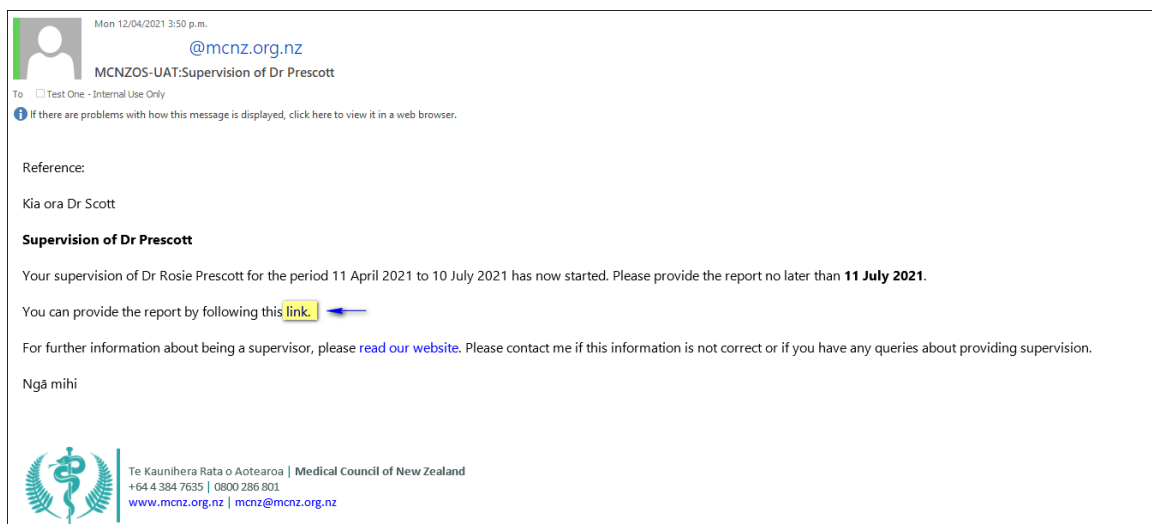 Mon 12/04/2021 3:50 p.m.
@mcnz.org.nz
MCNZOS-UAT:Supervision of Dr Prescott
To Test One - Internal Use Only
If there are problems with how this message is displayed, click here to view it in a web browser.
Reference:
Kia ora Dr Scott
Supervision of Dr Prescott
Your supervision of Dr Rosie Prescott for the period 11 April 2021 to 10 July 2021 has now started. Please provide the report no later than 11 July 2021.
You can provide the report by following this link.
For further information about being a supervisor, please read our website. Please contact me if this information is not correct or if you have any queries about providing supervision.
Ngā mihi
Te Kaunihera Rata o Aotearoa | Medical Council of New Zealand
+64 4 384 7635 | 0800 286 801
www.mcnz.org.nz | mcnz@mcnz.org.nz